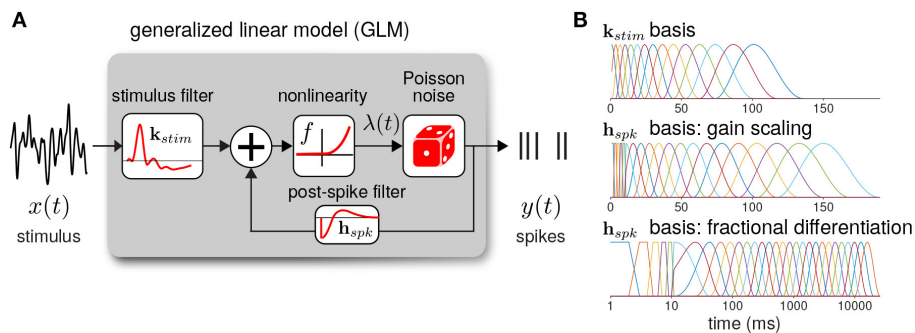 A
generalized linear model (GLM)
stimulus filter
nonlinearity
Poisson
noise
k_stim
f
λ(t)
post-spike filter
h_spk
x(t)
stimulus
y(t)
spikes
B
k_stim basis
0 50 100 150
h_spk basis: gain scaling
0 50 100 150
h_spk basis: fractional differentiation
1 10 100 1000 10000
time (ms)